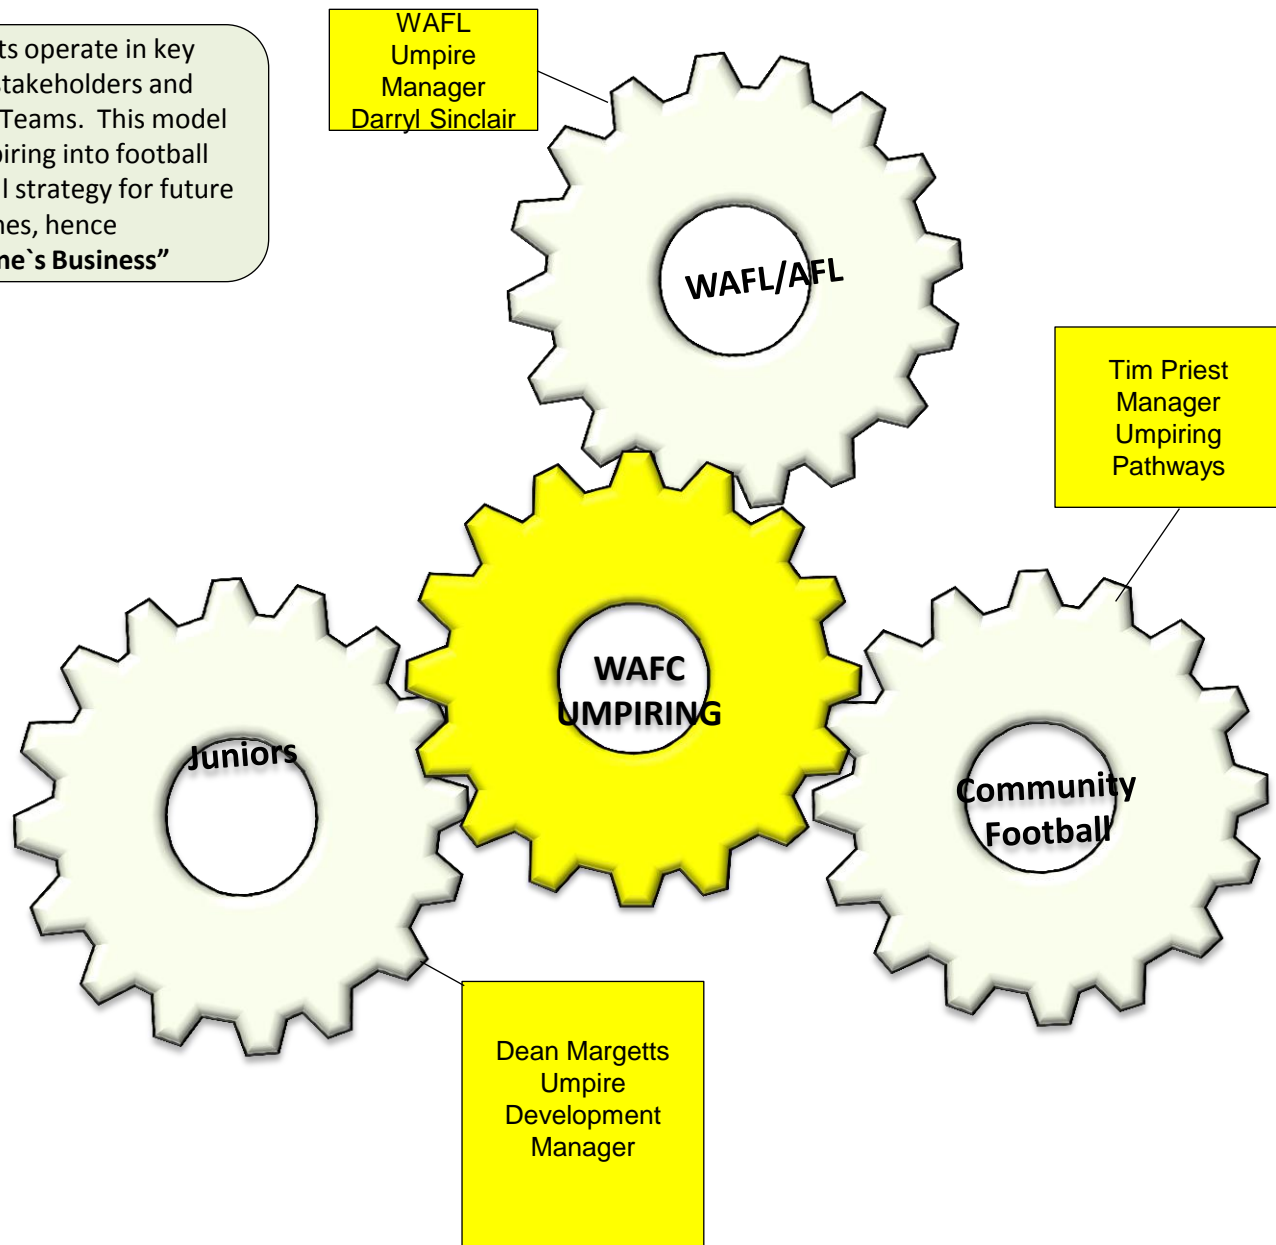 ts operate in key
stakeholders and
Teams. This model
piring into football
l strategy for future
nes, hence
ne`s Business”
WAFL
Umpire
Manager
Darryl Sinclair
WAFL/AFL
Tim Priest
Manager
Umpiring
Pathways
WAFC
UMPIRING
Juniors
Community
Football
Dean Margetts
Umpire
Development
Manager